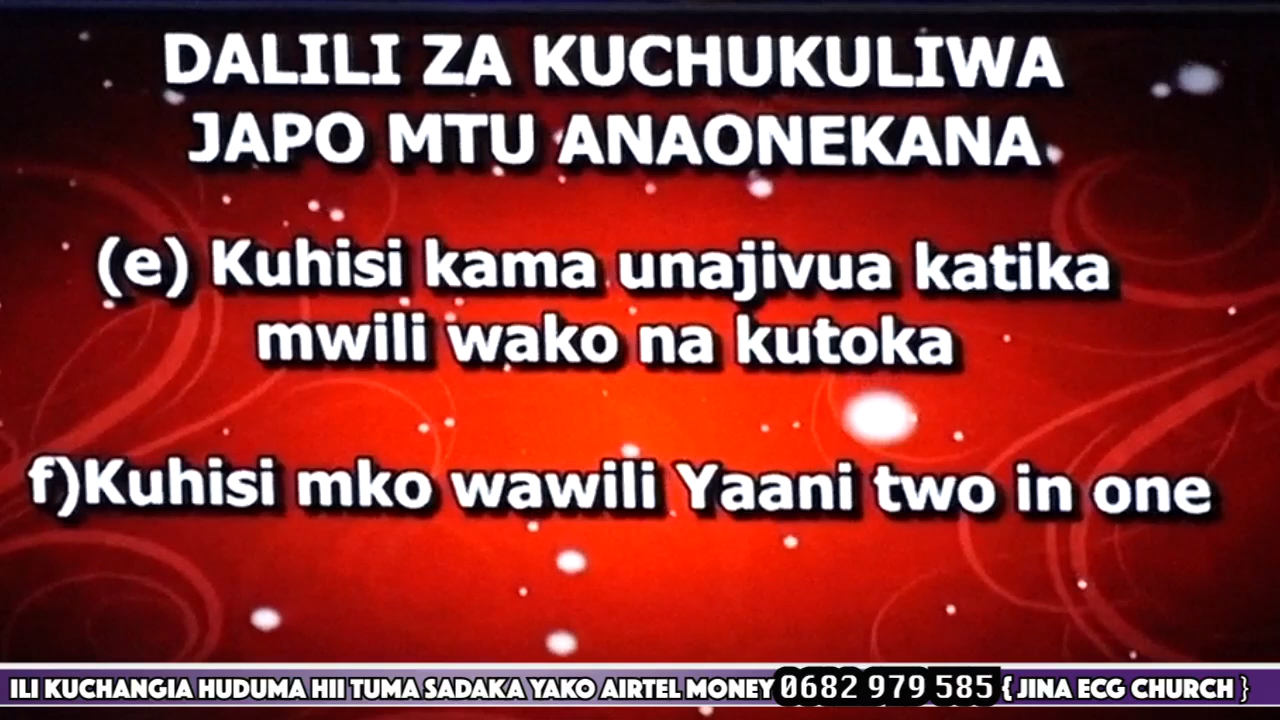 DALILI ZA KUCHUKULIWA
JAPO MTU ANAONEKANA
(e) Kuhisi kama unajivua katika
mwili wako na kutoka
f)Kuhisi mko wawili Yaani two in one
ILI KUCHANGIA HUDUMA HII TUMA SADAKA YAKO AIRTEL MONEY 0682 979 585 { JINA ECG CHURCH }